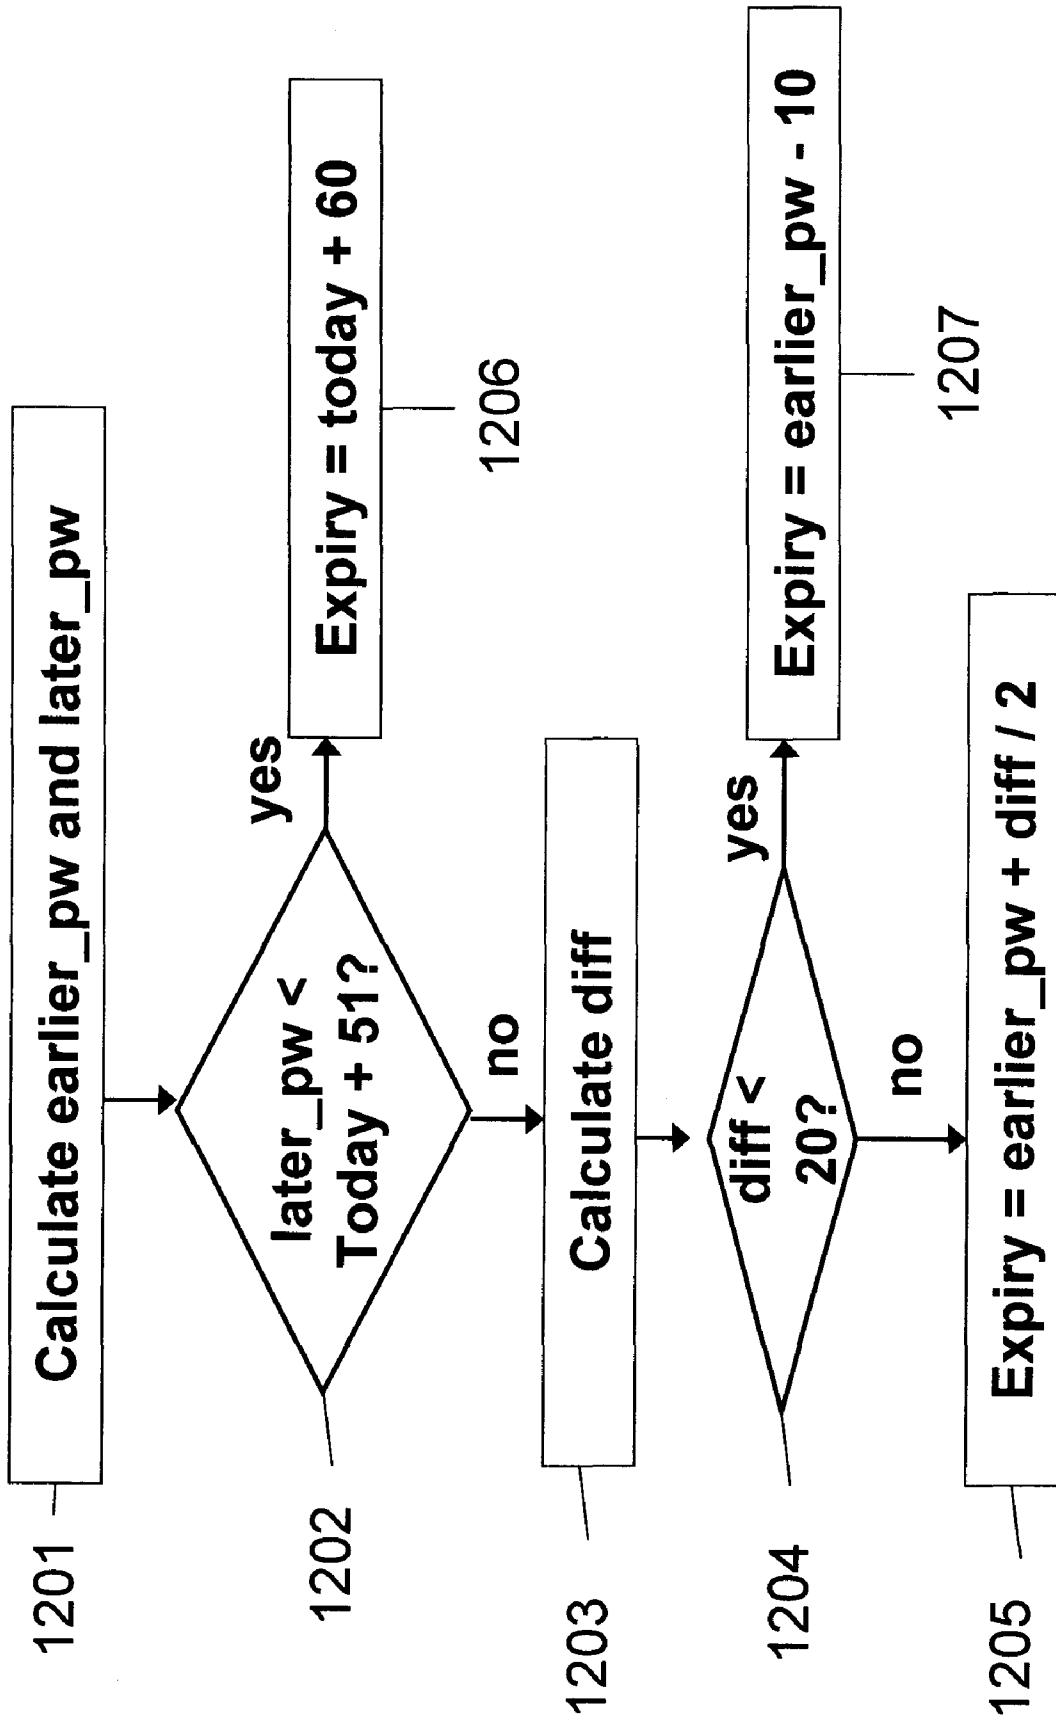 1201
Calculate earlier_pw and later_pw
1202
later_pw <
Today + 51?
yes
Expiry = today + 60
1206
no
1203
Calculate diff
1204
diff <
20?
yes
Expiry = earlier_pw - 10
1207
no
1205
Expiry = earlier_pw + diff / 2